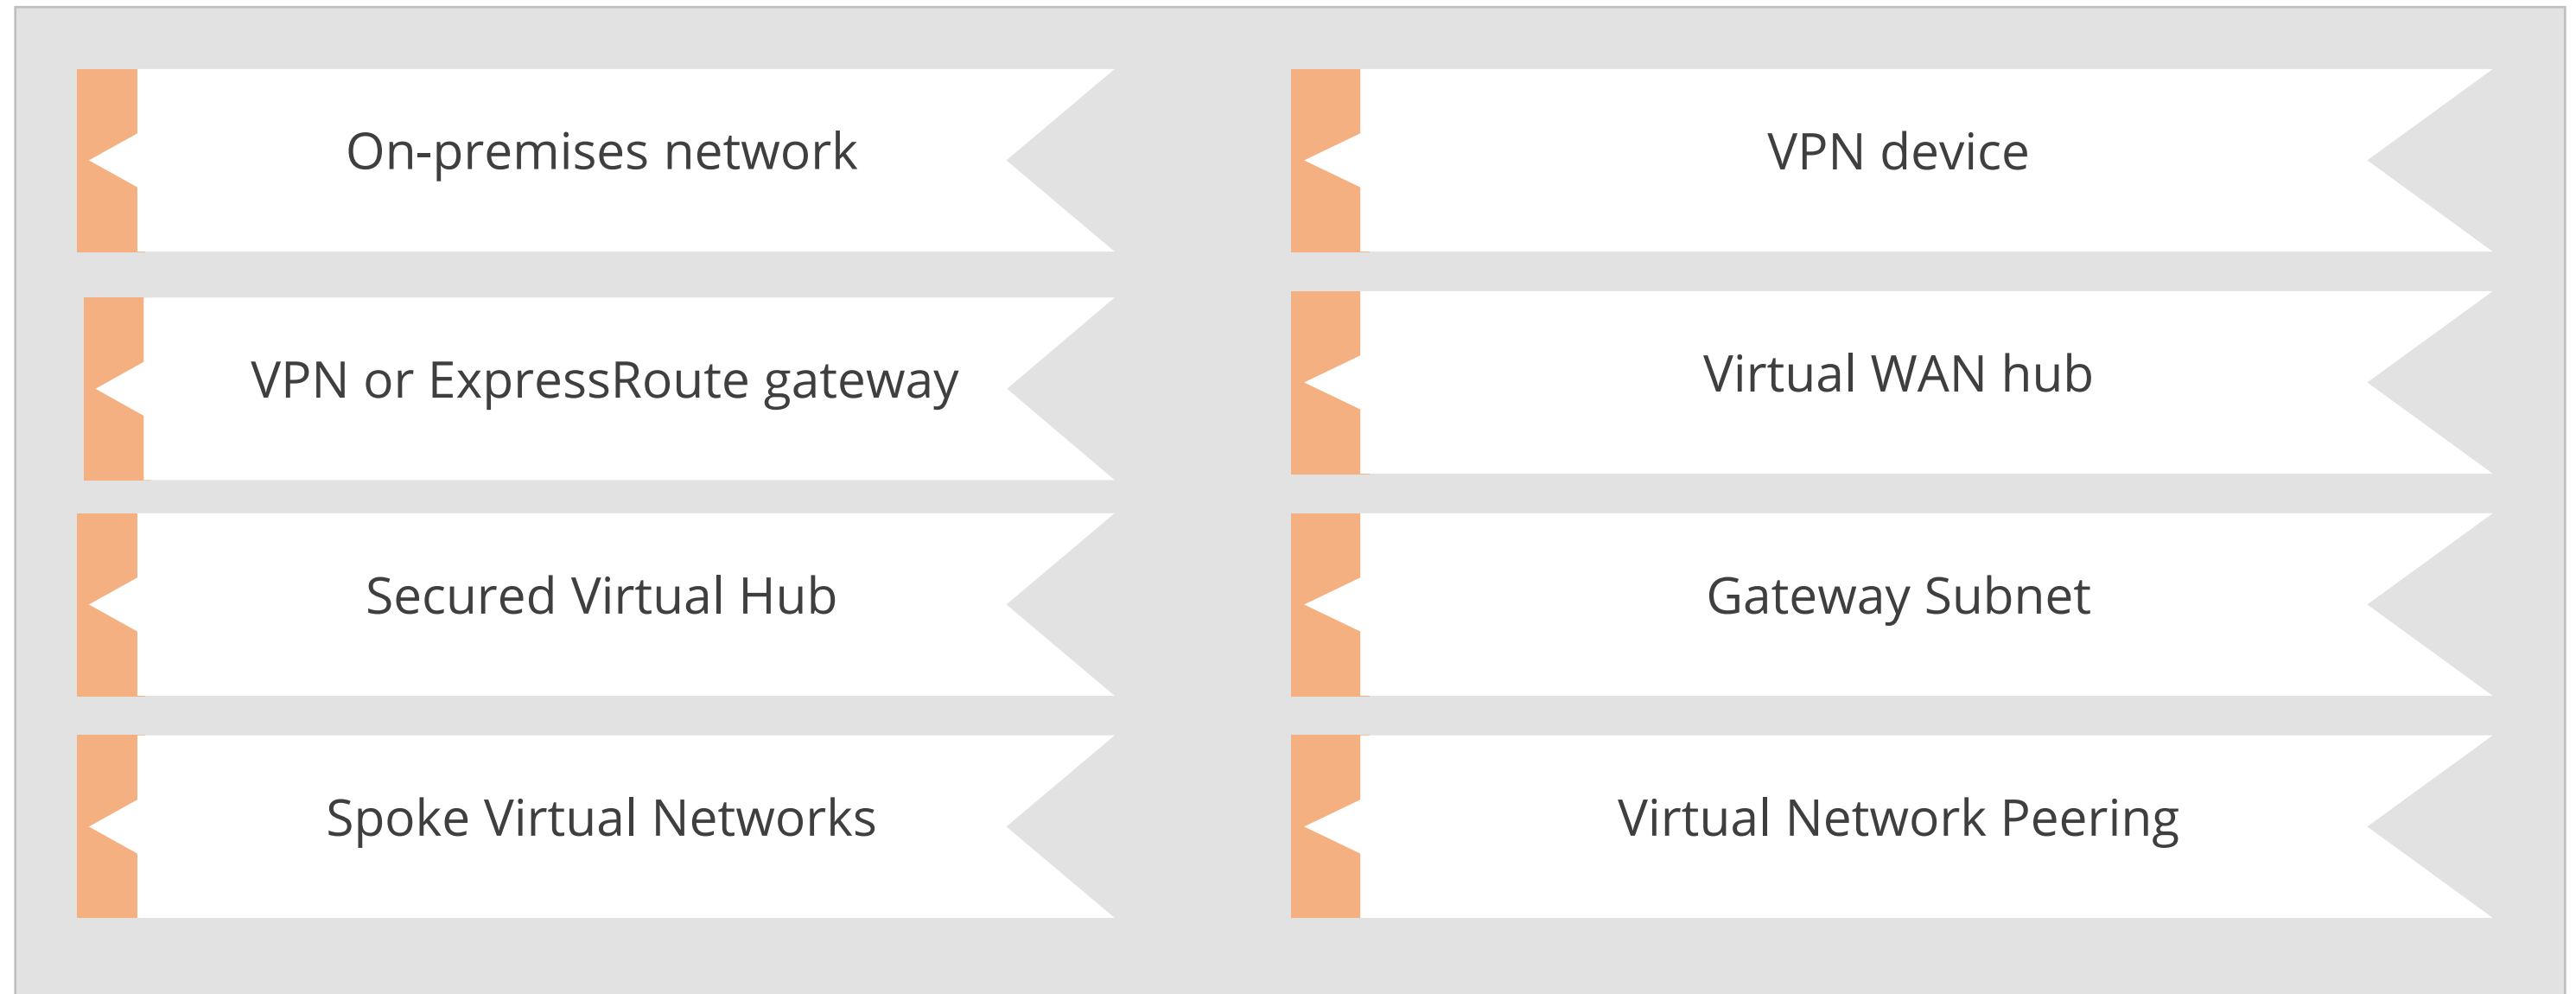 On-premises network
VPN device
VPN or ExpressRoute gateway
Virtual WAN hub
Secured Virtual Hub
Gateway Subnet
Spoke Virtual Networks
Virtual Network Peering